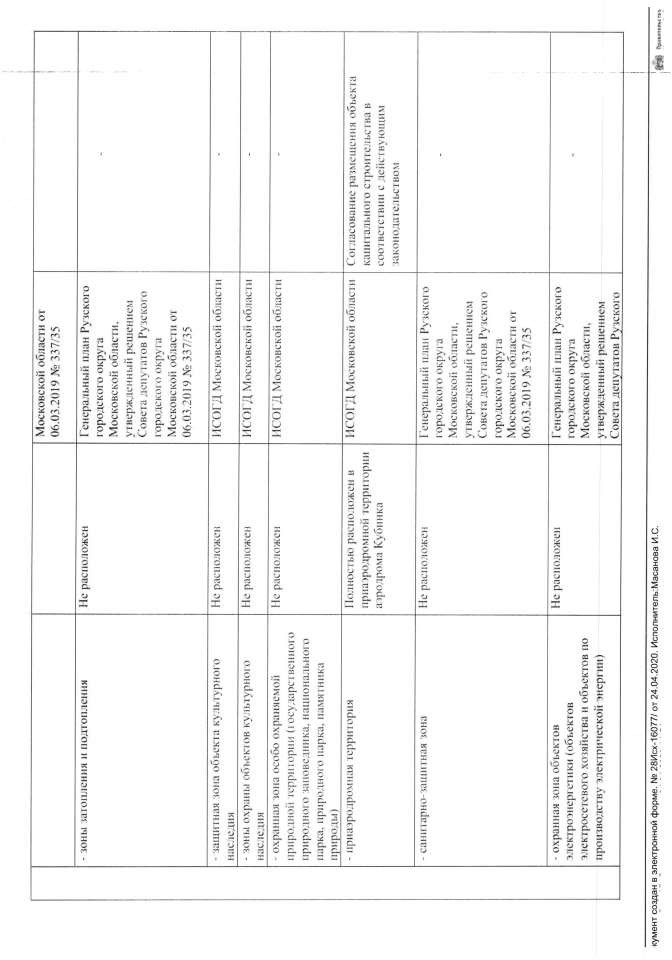 Московской области от
06.03.2019 № 337/35
- зоны затопления и подтопления
Не расположен
Генеральный план Рузского
городского округа
Московской области,
утвержденный решением
Совета депутатов Рузского
городского округа
Московской области от
06.03.2019 № 337/35
-
- защитная зона объекта культурного
наследия
Не расположен
ИСОГД Московской области
-
- зоны охраны объектов культурного
наследия
Не расположен
ИСОГД Московской области
-
- охранная зона особо охраняемой
природной территории (государственного
природного заповедника, национального
парка, природного парка, памятника
природы)
Не расположен
ИСОГД Московской области
-
- приаэродромная территория
Полностью расположен в
приаэродромной территории
аэродрома Кубинка
ИСОГД Московской области
Согласование размещения объекта
капитального строительства в
соответствии с действующим
законодательством
- санитарно-защитная зона
Не расположен
Генеральный план Рузского
городского округа
Московской области,
утвержденный решением
Совета депутатов Рузского
городского округа
Московской области от
06.03.2019 № 337/35
-
- охранная зона объектов
электроэнергетики (объектов
электросетевого хозяйства и объектов по
производству электрической энергии)
Не расположен
Генеральный план Рузского
городского округа
Московской области,
утвержденный решением
Совета депутатов Рузского
-
кумент создан в электронной форме. № 28Исх-16077/ от 24.04.2020. Исполнитель:Масанова И.С.
Правительство